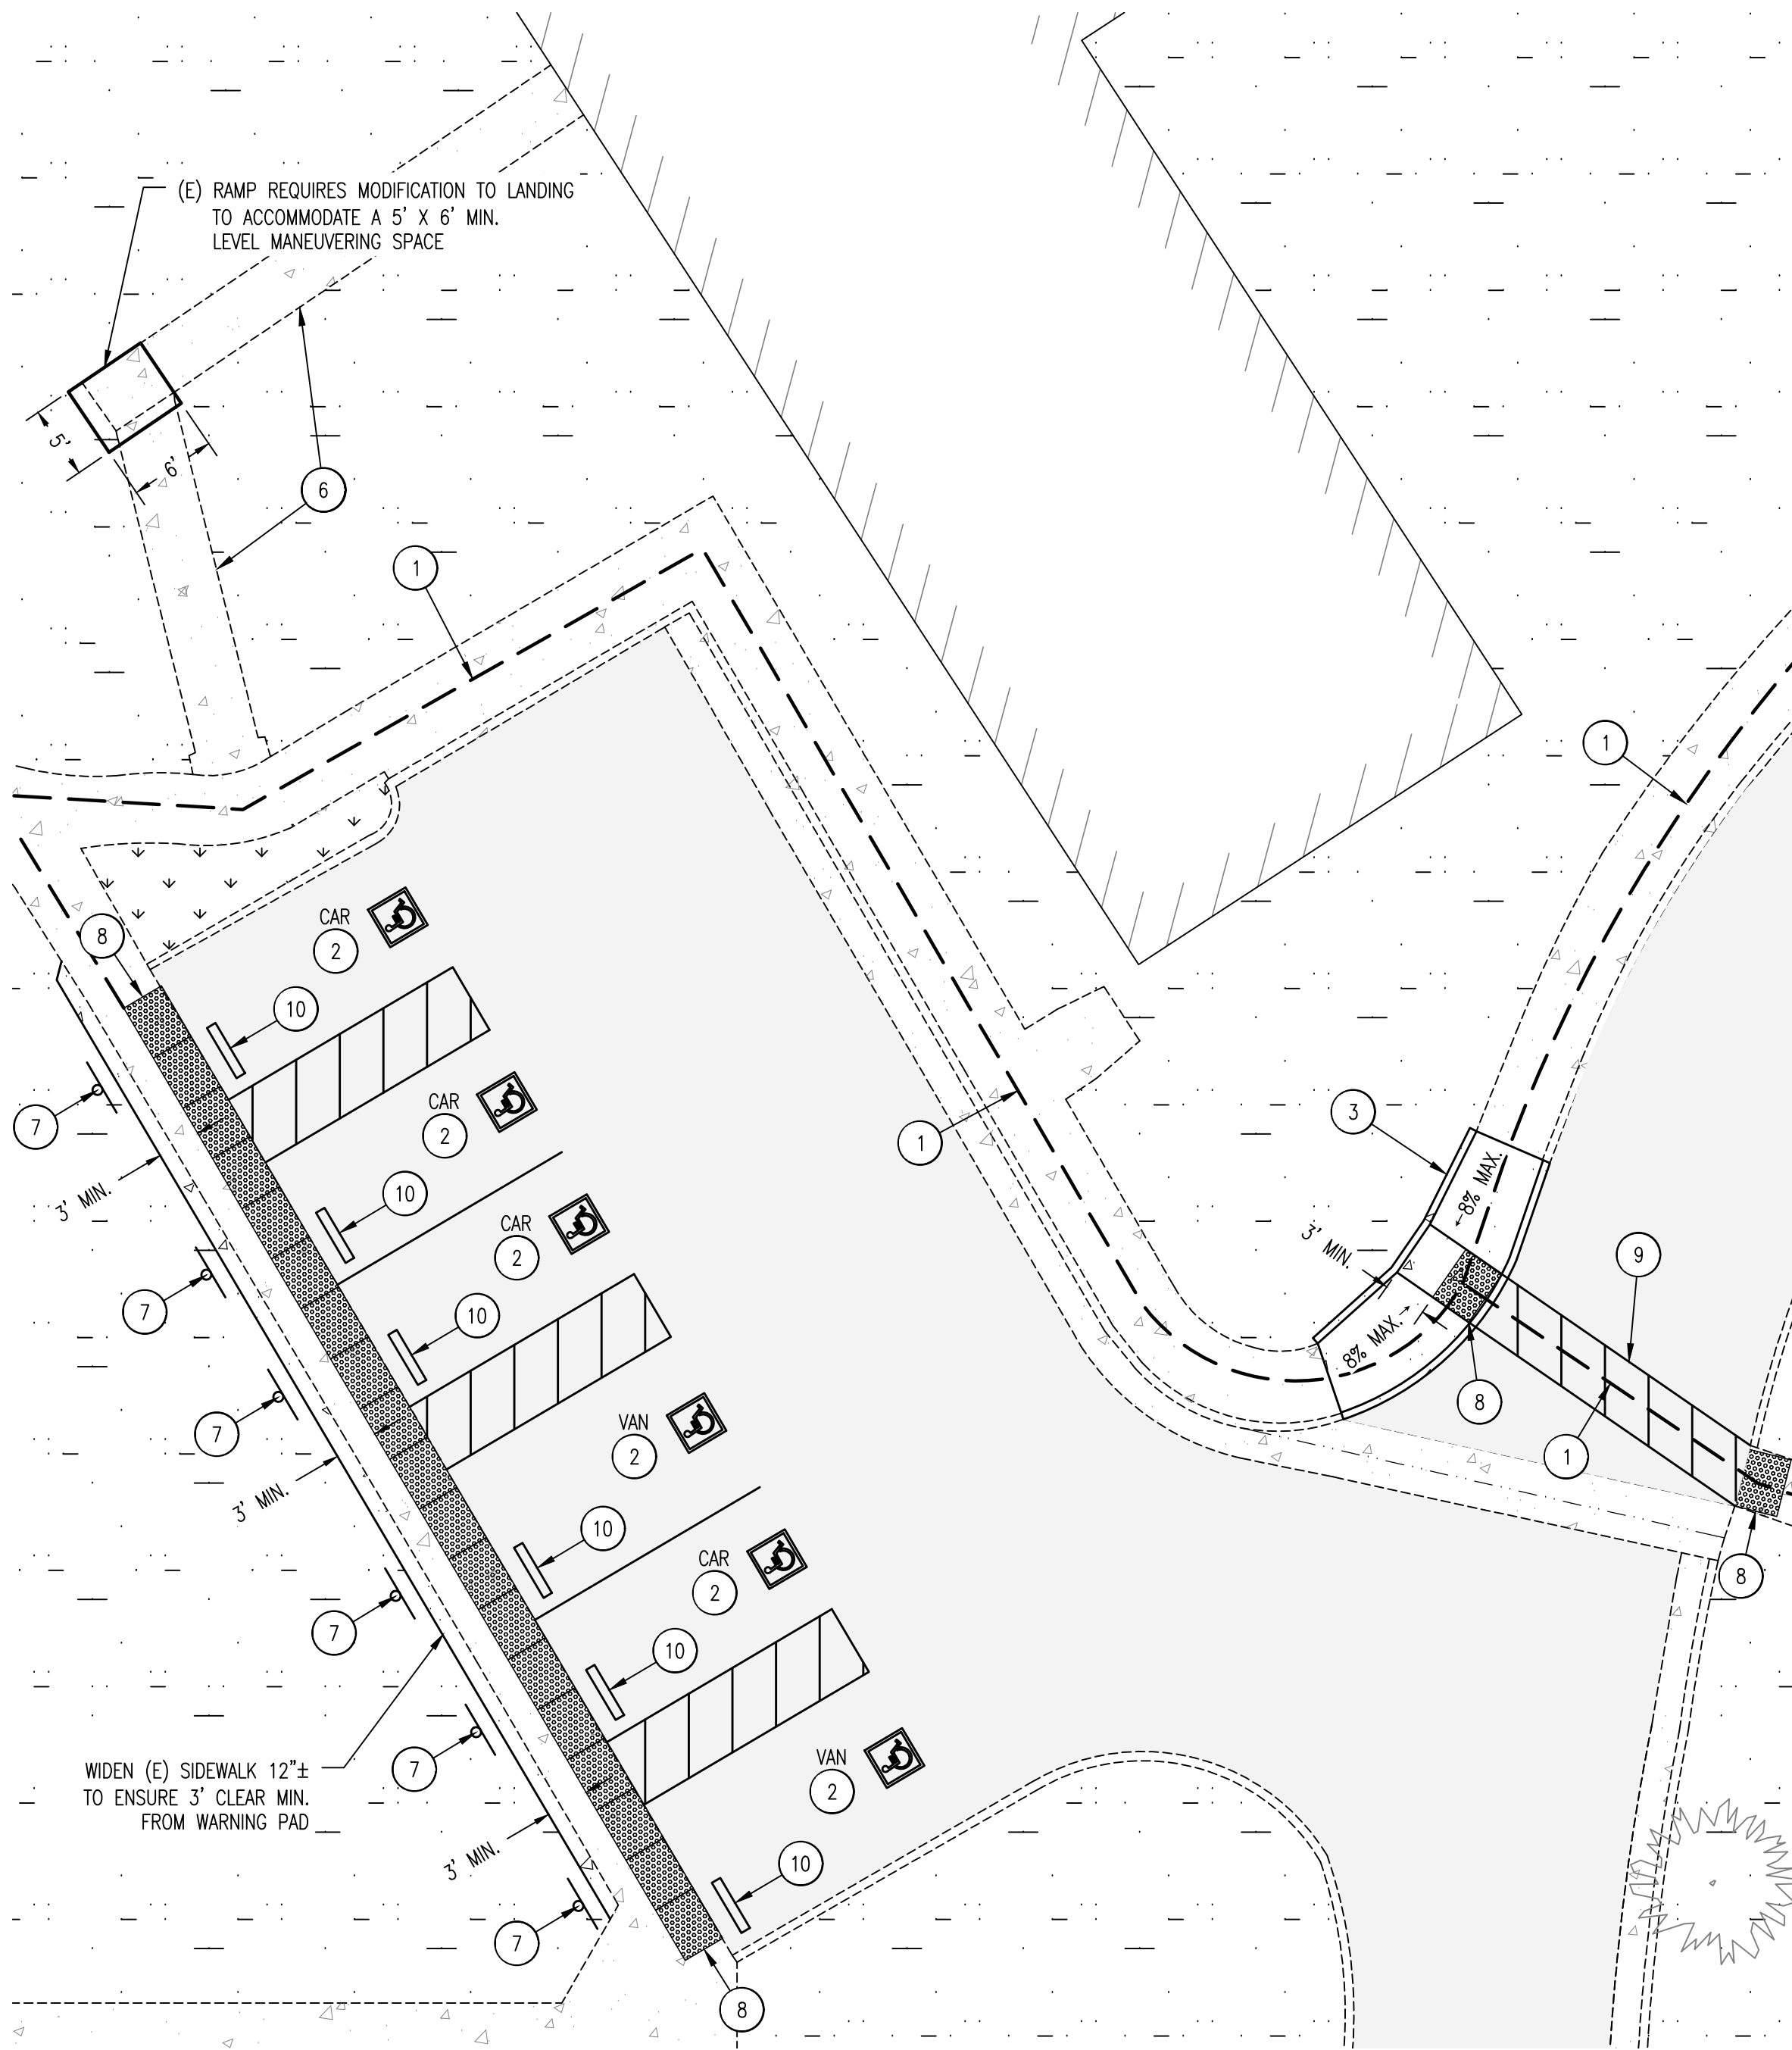 (E) RAMP REQUIRES MODIFICATION TO LANDING
TO ACCOMMODATE A 5' X 6' MIN.
LEVEL MANEUVERING SPACE
5'
6'
6
1
1
8
CAR
2
10
7
3' MIN.
CAR
2
10
1
3
8% MAX.
3' MIN.
9
7
CAR
2
10
8% MAX.
8
1
7
VAN
2
3' MIN.
10
8
CAR
2
7
10
7
VAN
2
WIDEN (E) SIDEWALK 12"±
TO ENSURE 3' CLEAR MIN.
FROM WARNING PAD
3' MIN.
10
7
8